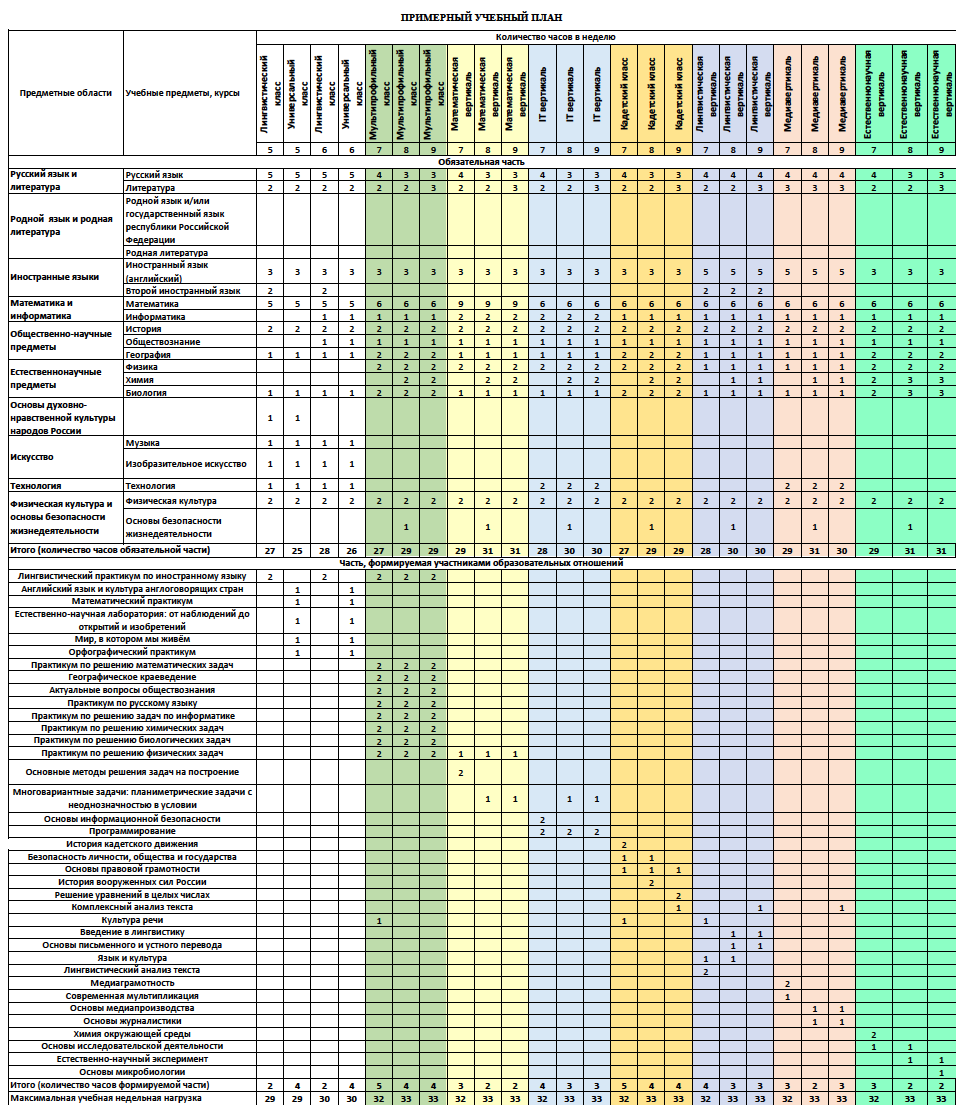 ПРИМЕРНЫЙ УЧЕБНЫЙ ПЛАН
Предметные области Учебные предметы, курсы Количество часов в неделю
Лингвистический класс
Универсальный класс
Лингвистический класс
Универсальный класс
Мультипрофильный класс
Мультипрофильный класс
Мультипрофильный класс
Математическая вертикаль
Математическая вертикаль
Математическая вертикаль
IT вертикаль
IT вертикаль
IT вертикаль
Кадетский класс
Кадетский класс
Кадетский класс
Лингвистическая вертикаль
Лингвистическая вертикаль
Лингвистическая вертикаль
Медиавертикаль
Медиавертикаль
Медиавертикаль
Естественнонаучная вертикаль
Естественнонаучная вертикаль
Естественнонаучная вертикаль
5 5 6 6 7 8 9 7 8 9 7 8 9 7 8 9 7 8 9 7 8 9 7 8 9
Обязательная часть
Русский язык и литература
Русский язык 5 5 5 5 4 3 3 4 3 3 4 3 3 4 3 3 4 4 4 4 4 4 4 3 3
Литература 2 2 2 2 2 2 3 2 2 3 2 2 3 2 2 3 2 2 3 3 3 3 2 2 3
Родной язык и родная литература
Родной язык и/или
государственный язык
республики Российской
Федерации
Родная литература
Иностранные языки
Иностранный язык
(английский) 3 3 3 3 3 3 3 3 3 3 3 3 3 3 3 3 5 5 5 5 5 5 3 3 3
Второй иностранный язык 2 2 2 2 2
Математика и информатика
Математика 5 5 5 5 6 6 6 9 9 9 6 6 6 6 6 6 6 6 6 6 6 6 6 6 6
Информатика 1 1 1 1 1 2 2 2 2 2 2 1 1 1 1 1 1 1 1 1 1 1 1
Общественно-научные предметы
История 2 2 2 2 2 2 2 2 2 2 2 2 2 2 2 2 2 2 2 2 2 2 2 2 2
Обществознание 1 1 1 1 1 1 1 1 1 1 1 1 1 1 1 1 1 1 1 1 1 1 1
География 1 1 1 1 2 2 2 1 1 1 1 1 1 2 2 2 1 1 1 1 1 1 2 2 2
Естественнонаучные предметы
Физика 2 2 2 2 2 2 2 2 2 2 2 2 1 1 1 1 1 1 2 2 2
Химия 2 2 2 2 2 2 2 2 1 1 1 1 2 3 3
Биология 1 1 1 1 2 2 2 1 1 1 1 1 1 2 2 2 1 1 1 1 1 1 2 3 3
Основы духовно-
нравственной культуры
народов России 1 1
Искусство
Музыка 1 1 1 1
Изобразительное искусство 1 1 1 1
Технология Технология 1 1 1 1 2 2 2 2 2 2
Физическая культура и
основы безопасности
жизнедеятельности
Физическая культура 2 2 2 2 2 2 2 2 2 2 2 2 2 2 2 2 2 2 2 2 2 2 2 2 2
Основы безопасности
жизнедеятельности 1 1 1 1 1 1 1
Итого (количество часов обязательной части) 27 25 28 26 27 29 29 29 31 31 28 30 30 27 29 29 28 30 30 29 31 30 29 31 31
Часть, формируемая участниками образовательных отношений
Лингвистический практикум по иностранному языку 2 2 2 2 2
Английский язык и культура англоговорящих стран 1 1
Математический практикум 1 1
Естественно-научная лаборатория: от наблюдений до
открытий и изобретений 1 1
Мир, в котором мы живём 1 1
Орфографический практикум 1 1
Практикум по решению математических задач 2 2 2
Географическое краеведение 2 2 2
Актуальные вопросы обществознания 2 2 2
Практикум по русскому языку 2 2 2
Практикум по решению задач по информатике 2 2 2
Практикум по решению химических задач 2 2 2
Практикум по решению биологических задач 2 2 2
Практикум по решению физических задач 2 2 2 1 1 1
Основные методы решения задач на построение 2
Многовариантные задачи: планиметрические задачи с
неоднозначностью в условии 1 1 1 1
Основы информационной безопасности 2
Программирование 2 2 2
История кадетского движения 2
Безопасность личности, общества и государства 1 1
Основы правовой грамотности 1 1 1
История вооруженных сил России 2
Решение уравнений в целых числах 2
Комплексный анализ текста 1 1 1
Культура речи 1 1 1
Введение в лингвистику 1 1
Основы письменного и устного перевода 1 1
Язык и культура 1 1
Лингвистический анализ текста 2
Медиаграмотность 2
Современная мультипликация 1
Основы медиапроизводства 1 1
Основы журналистики 1 1
Химия окружающей среды 2
Основы исследовательской деятельности 1 1
Естественно-научный эксперимент 1 1
Основы микробиологии 1
Итого (количество часов формируемой части) 2 4 2 4 5 4 4 3 2 2 4 3 3 5 4 4 4 3 3 3 2 3 3 2 2
Максимальная учебная недельная нагрузка 29 29 30 30 32 33 33 32 33 33 32 33 33 32 33 33 32 33 33 32 33 33 32 33 33